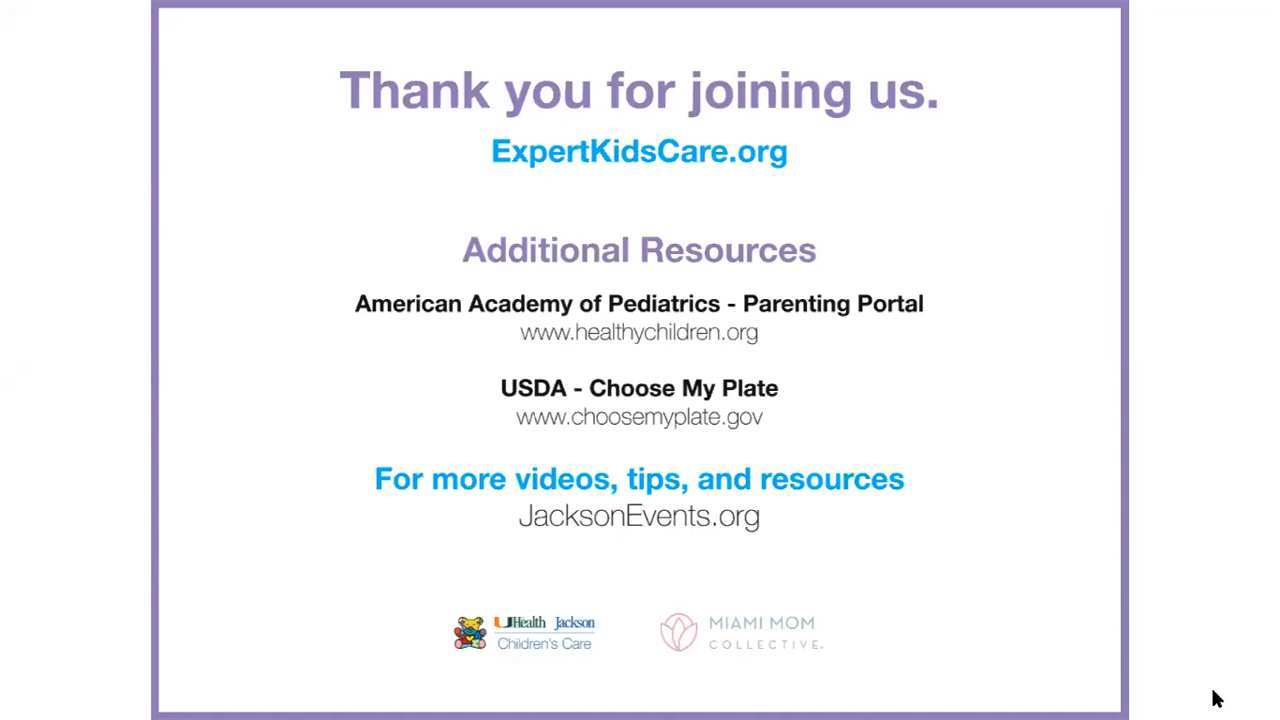 Thank you for joining us.
ExpertKidsCare.org
Additional Resources
American Academy of Pediatrics - Parenting Portal
www.healthychildren.org
USDA - Choose My Plate
www.choosemyplate.gov
For more videos, tips, and resources
JacksonEvents.org
UHealth Jackson
Children's Care
MIAMI MOM
COLLECTIVE